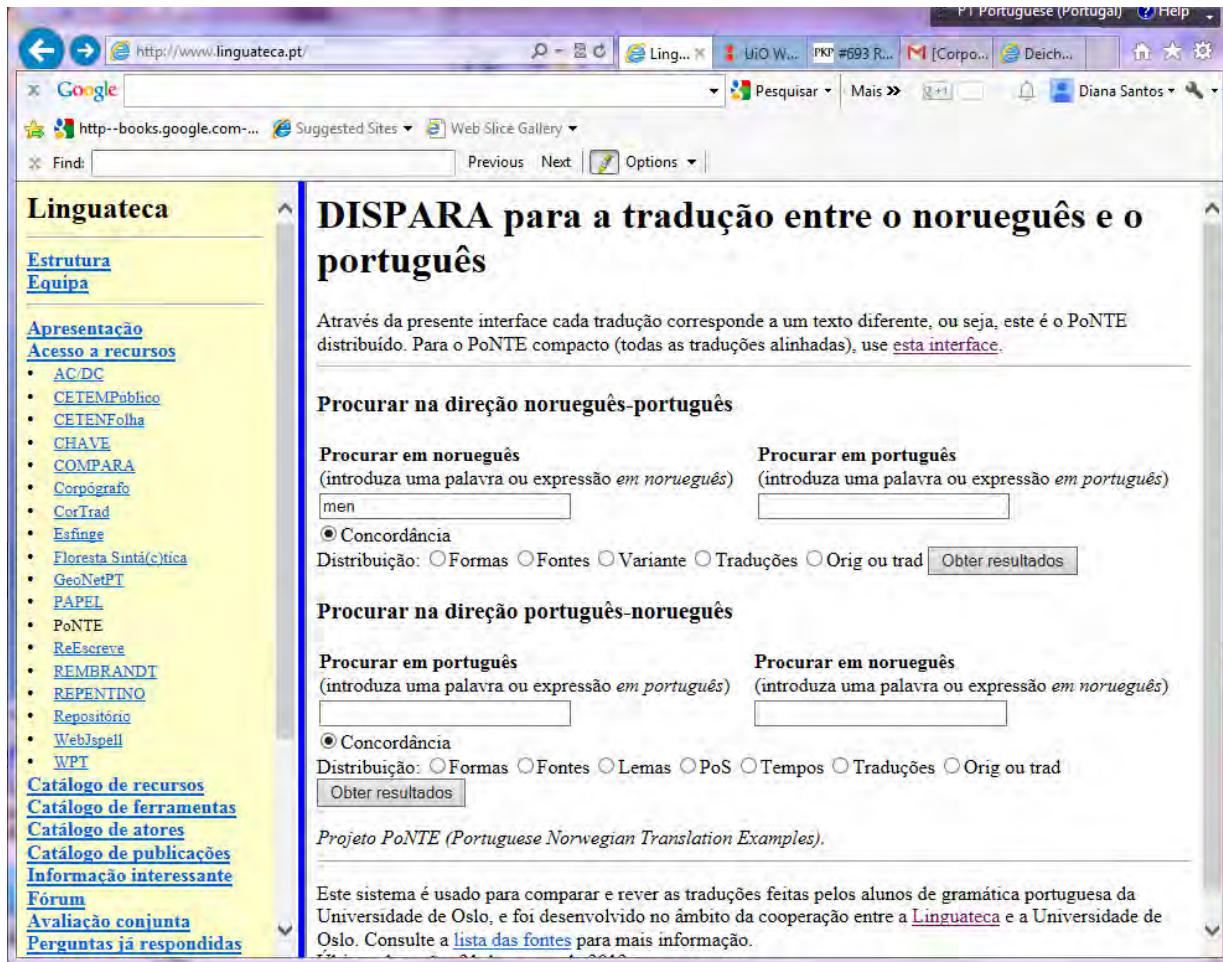 PT Portuguese (Portugal) Help
http://www.linguateca.pt/
Ling... UiO W... PKP #693 R... [Corpo... Deich...
x Google Pesquisar Mais » Diana Santos
http--books.google.com-... Suggested Sites Web Slice Gallery
x Find: Previous Next Options
Linguateca
Estrutura
Equipa
Apresentação
Acesso a recursos
• AC/DC
• CETEMPúblico
• CETENFolha
• CHAVE
• COMPARA
• Corpógrafo
• CorTrad
• Esfinge
• Floresta Sintá(c)tica
• GeoNetPT
• PAPEL
• PoNTE
• ReEscreve
• REMBRANDT
• REPENTINO
• Repositório
• WebJspell
• WPT
Catálogo de recursos
Catálogo de ferramentas
Catálogo de atores
Catálogo de publicações
Informação interessante
Fórum
Avaliação conjunta
Perguntas já respondidas
DISPARA para a tradução entre o norueguês e o
português
Através da presente interface cada tradução corresponde a um texto diferente, ou seja, este é o PoNTE
distribuído. Para o PoNTE compacto (todas as traduções alinhadas), use esta interface.
Procurar na direção norueguês-português
Procurar em norueguês Procurar em português
(introduza uma palavra ou expressão em norueguês) (introduza uma palavra ou expressão em português)
men
Concordância
Distribuição: Formas Fontes Variante Traduções Orig ou trad Obter resultados
Procurar na direção português-norueguês
Procurar em português Procurar em norueguês
(introduza uma palavra ou expressão em português) (introduza uma palavra ou expressão em norueguês)
Concordância
Distribuição: Formas Fontes Lemas PoS Tempos Traduções Orig ou trad
Obter resultados
Projeto PoNTE (Portuguese Norwegian Translation Examples).
Este sistema é usado para comparar e rever as traduções feitas pelos alunos de gramática portuguesa da
Universidade de Oslo, e foi desenvolvido no âmbito da cooperação entre a Linguateca e a Universidade de
Oslo. Consulte a lista das fontes para mais informação.